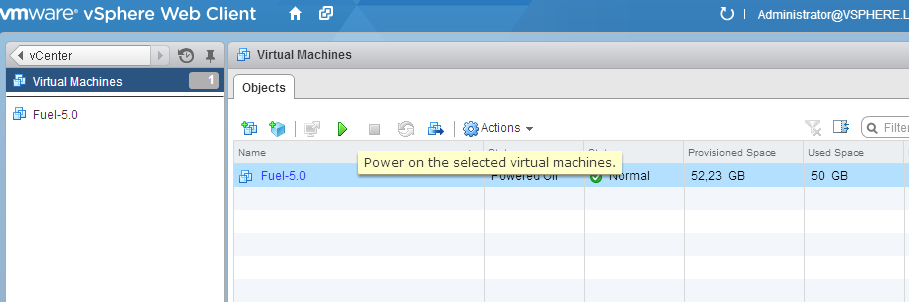 vmware® vSphere Web Client
Administrator@VSPHERE.L
vCenter
Virtual Machines 1
Fuel-5.0
Virtual Machines
Objects
Actions
Filter
Name
Provisioned Space
Used Space
Power on the selected virtual machines.
Fuel-5.0 Powered Off Normal 52,23 GB 50 GB